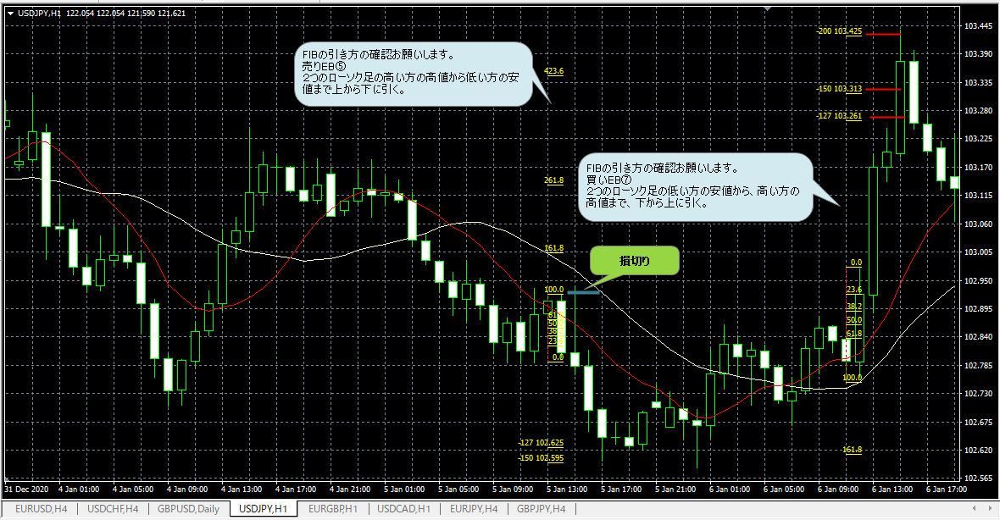 USDJPY,H1 122.054 122.054 121.590 121.621
FIBの引き方の確認お願いします。
売りEB⑤
２つのローソク足の高い方の高値から低い方の安
値まで上から下に引く。
FIBの引き方の確認お願いします。
買いEB⑦
２つのローソク足の低い方の安値から、高い方の
高値まで、下から上に引く。
損切り
423.6
261.8
161.8
100.0
50.0
0.0
-127 102.625
-150 102.595
-200 103.425
-150 103.313
-127 103.261
0.0
23.6
38.2
50.0
61.8
100.0
161.8
103.445
103.390
103.335
103.280
103.225
103.170
103.115
103.060
103.005
102.950
102.895
102.840
102.785
102.730
102.675
102.620
102.565
31 Dec 2020 4 Jan 01:00 4 Jan 05:00 4 Jan 09:00 4 Jan 13:00 4 Jan 17:00 4 Jan 21:00 5 Jan 01:00 5 Jan 05:00 5 Jan 09:00 5 Jan 13:00 5 Jan 17:00 5 Jan 21:00 6 Jan 01:00 6 Jan 05:00 6 Jan 09:00 6 Jan 13:00 6 Jan 17:00
EURUSD,H4 USDCHF,H4 GBPUSD,Daily USDJPY,H1 EURGBP,H1 USDCAD,H1 EURJPY,H4 GBPJPY,H4